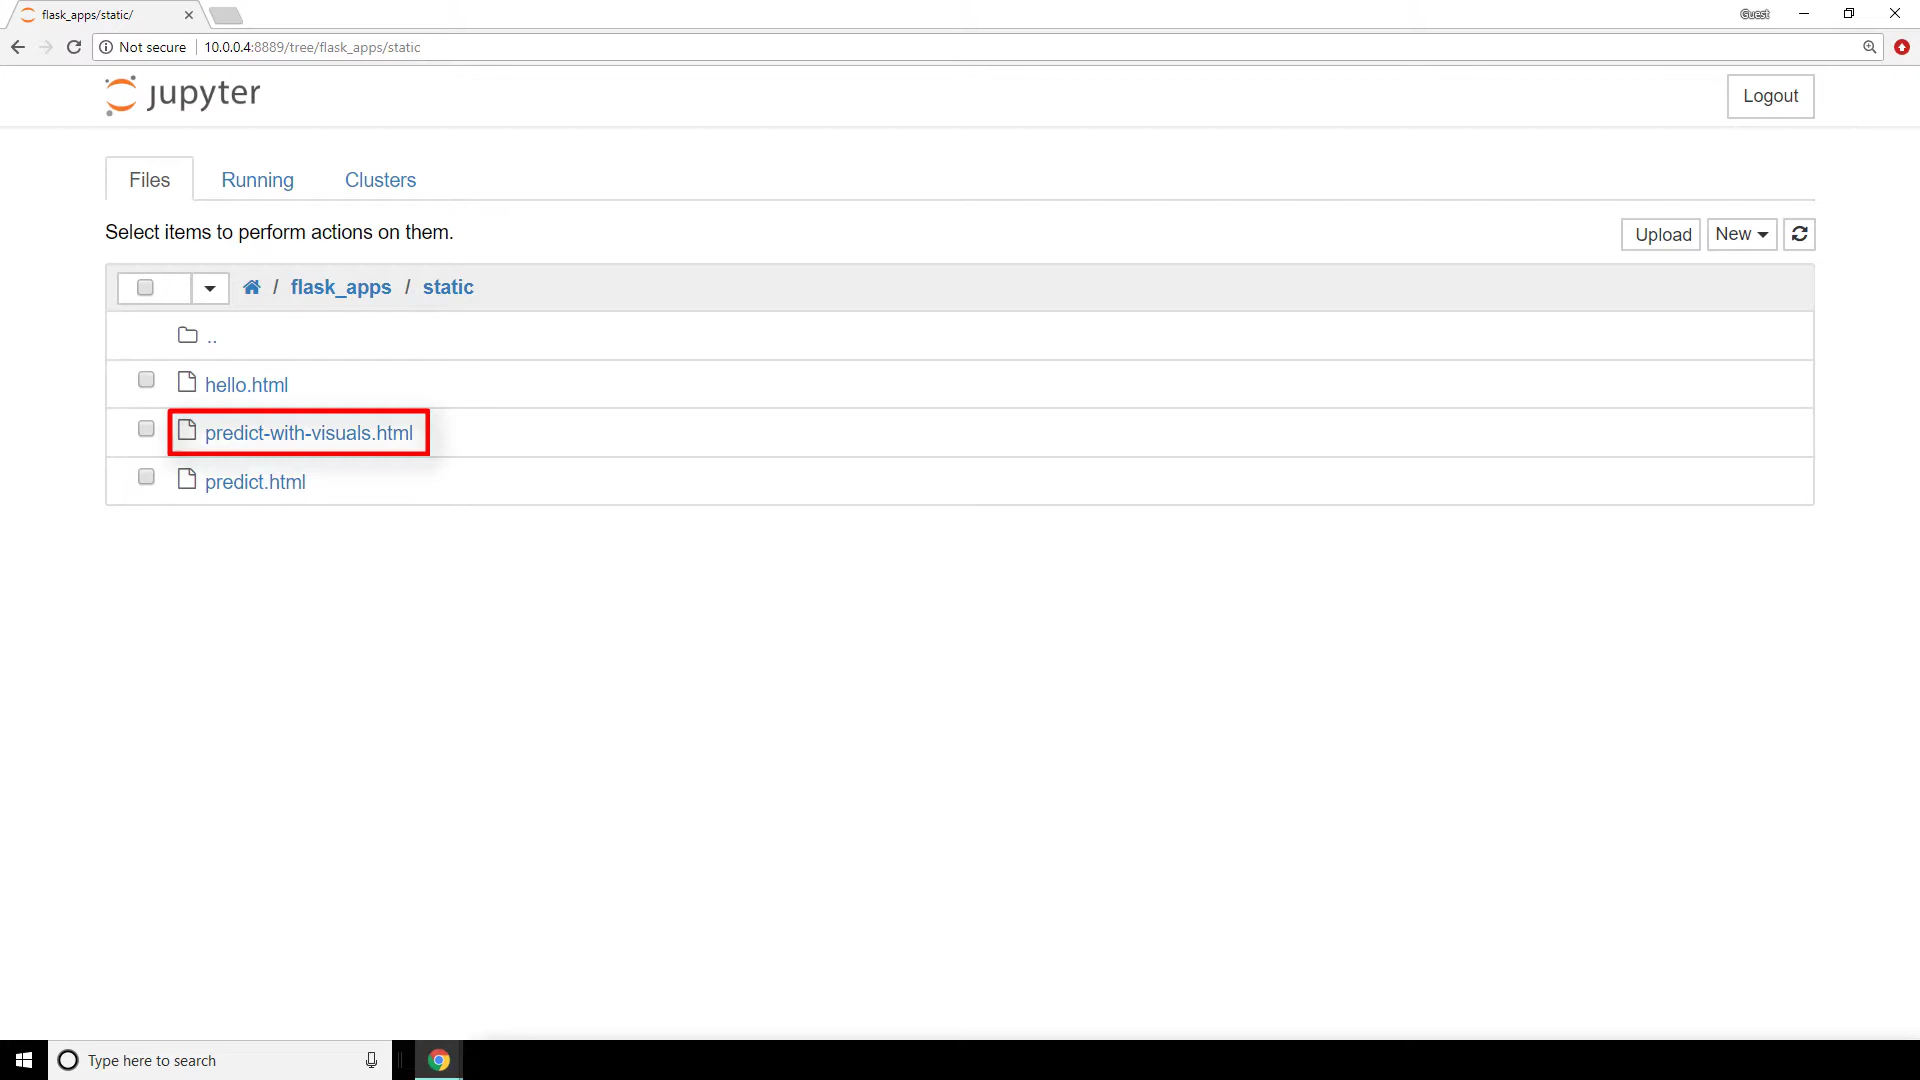 flask_apps/static/
Guest
Not secure
10.0.0.4:8889/tree/flask_apps/static
jupyter
Logout
Files
Running
Clusters
Select items to perform actions on them.
Upload
New
/ flask_apps / static
..
hello.html
predict-with-visuals.html
predict.html
Type here to search